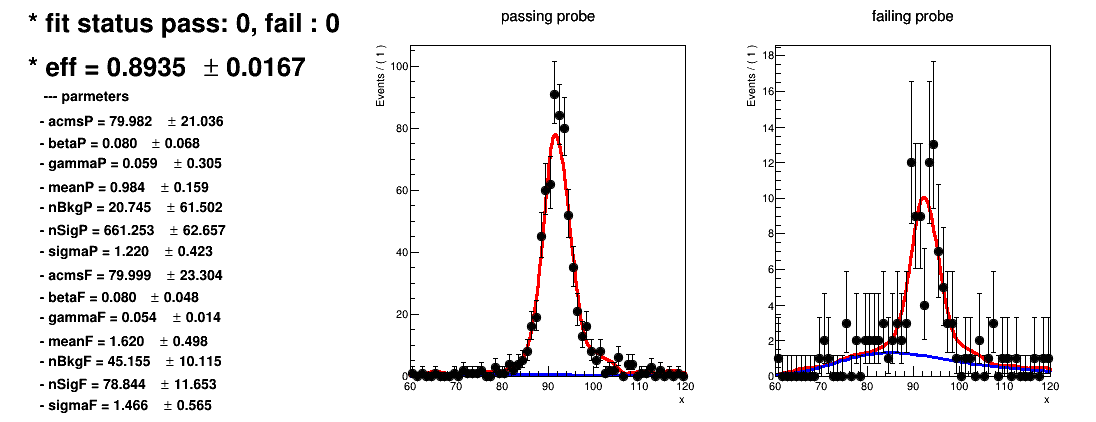 * fit status pass: 0, fail : 0
* eff = 0.8935 ± 0.0167
--- parmeters
- acmsP = 79.982 ± 21.036
- betaP = 0.080 ± 0.068
- gammaP = 0.059 ± 0.305
- meanP = 0.984 ± 0.159
- nBkgP = 20.745 ± 61.502
- nSigP = 661.253 ± 62.657
- sigmaP = 1.220 ± 0.423
- acmsF = 79.999 ± 23.304
- betaF = 0.080 ± 0.048
- gammaF = 0.054 ± 0.014
- meanF = 1.620 ± 0.498
- nBkgF = 45.155 ± 10.115
- nSigF = 78.844 ± 11.653
- sigmaF = 1.466 ± 0.565
passing probe
Events / ( 1 )
100
80
60
40
20
0
60 70 80 90 100 110 120
x
failing probe
Events / ( 1 )
18
16
14
12
10
8
6
4
2
0
60 70 80 90 100 110 120
x